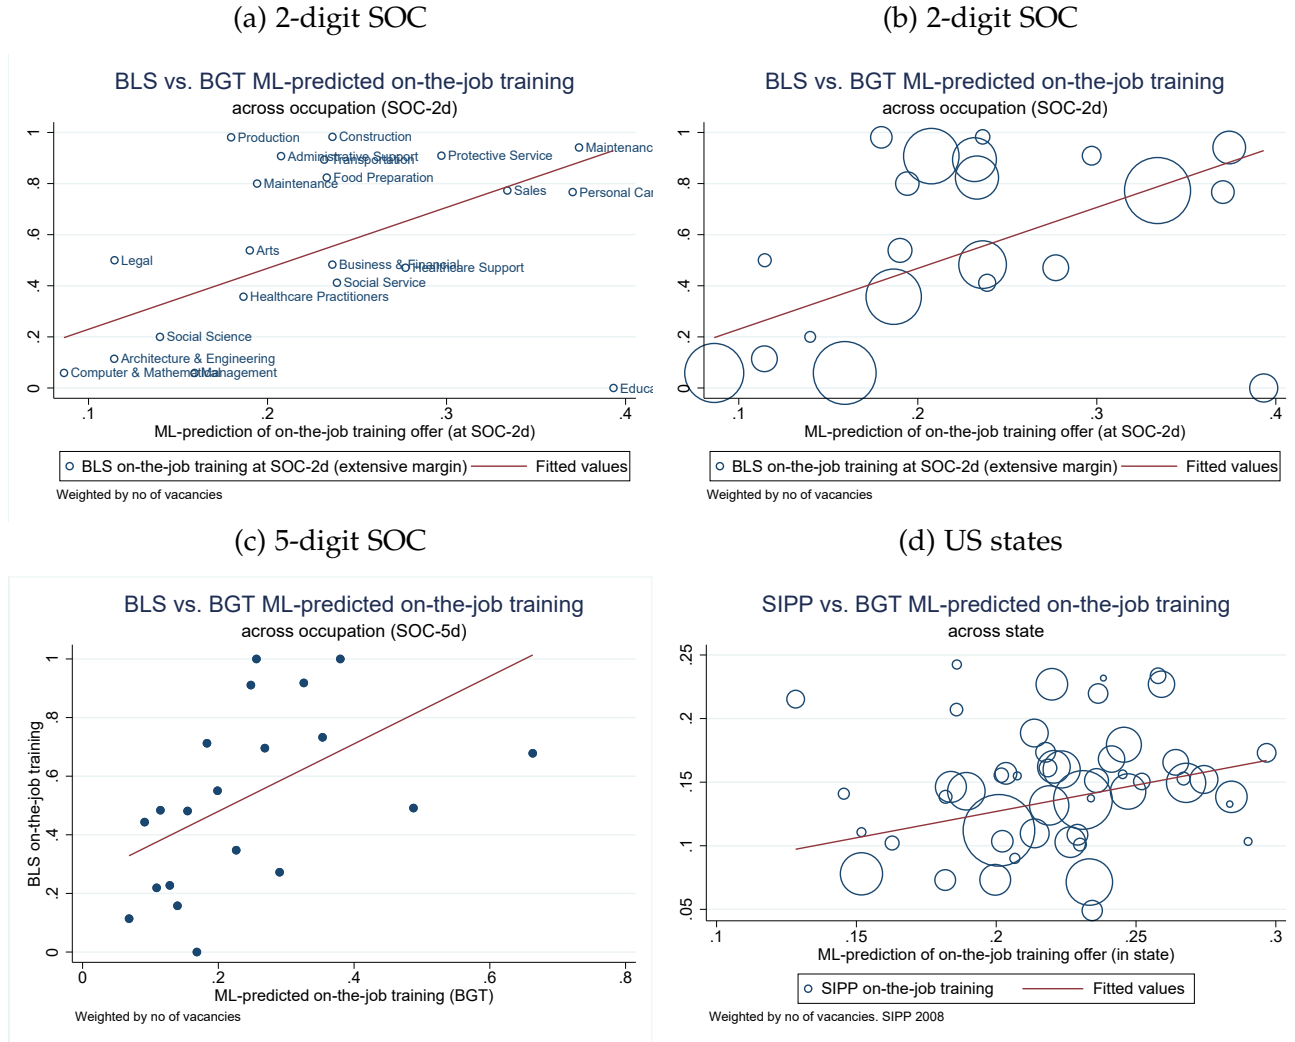 (a) 2-digit SOC
BLS vs. BGT ML-predicted on-the-job training
across occupation (SOC-2d)
1
.8
.6
.4
.2
0
Production
Construction
Administrative Support
Transportation
Protective Service
Maintenanc
Maintenance
Food Preparation
Sales
Personal Car
Arts
Legal
Business & Financial
Healthcare Support
Social Service
Healthcare Practitioners
Social Science
Architecture & Engineering
Computer & Mathematical
Management
Educa
.1 .2 .3 .4
ML-prediction of on-the-job training offer (at SOC-2d)
BLS on-the-job training at SOC-2d (extensive margin) Fitted values
Weighted by no of vacancies
(b) 2-digit SOC
BLS vs. BGT ML-predicted on-the-job training
across occupation (SOC-2d)
1
.8
.6
.4
.2
0
.1 .2 .3 .4
ML-prediction of on-the-job training offer (at SOC-2d)
BLS on-the-job training at SOC-2d (extensive margin) Fitted values
Weighted by no of vacancies
(c) 5-digit SOC
BLS vs. BGT ML-predicted on-the-job training
across occupation (SOC-5d)
BLS on-the-job training
1
.8
.6
.4
.2
0
0 .2 .4 .6 .8
ML-predicted on-the-job training (BGT)
Weighted by no of vacancies
(d) US states
SIPP vs. BGT ML-predicted on-the-job training
across state
.25
.2
.15
.1
.05
.1 .15 .2 .25 .3
ML-prediction of on-the-job training offer (in state)
SIPP on-the-job training Fitted values
Weighted by no of vacancies. SIPP 2008